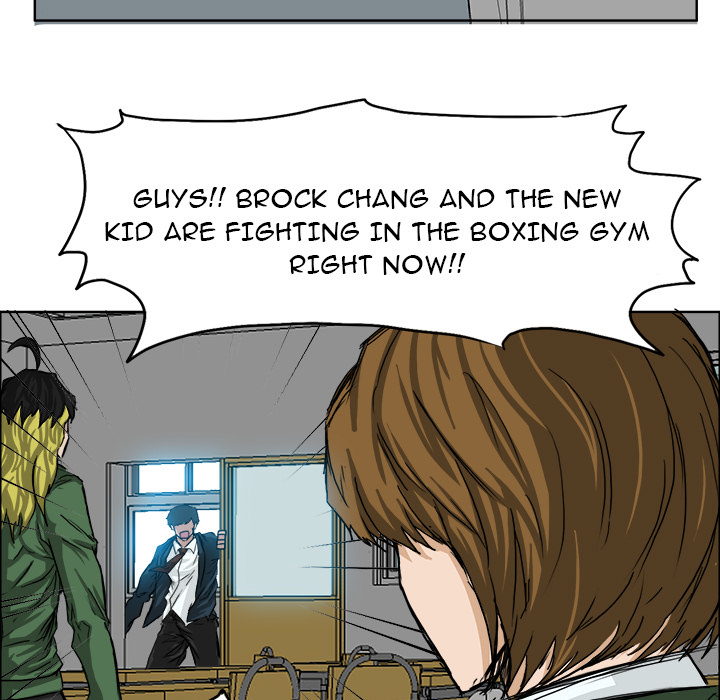 GUYS!! BROCK CHANG AND THE NEW
KID ARE FIGHTING IN THE BOXING GYM
RIGHT NOW!!